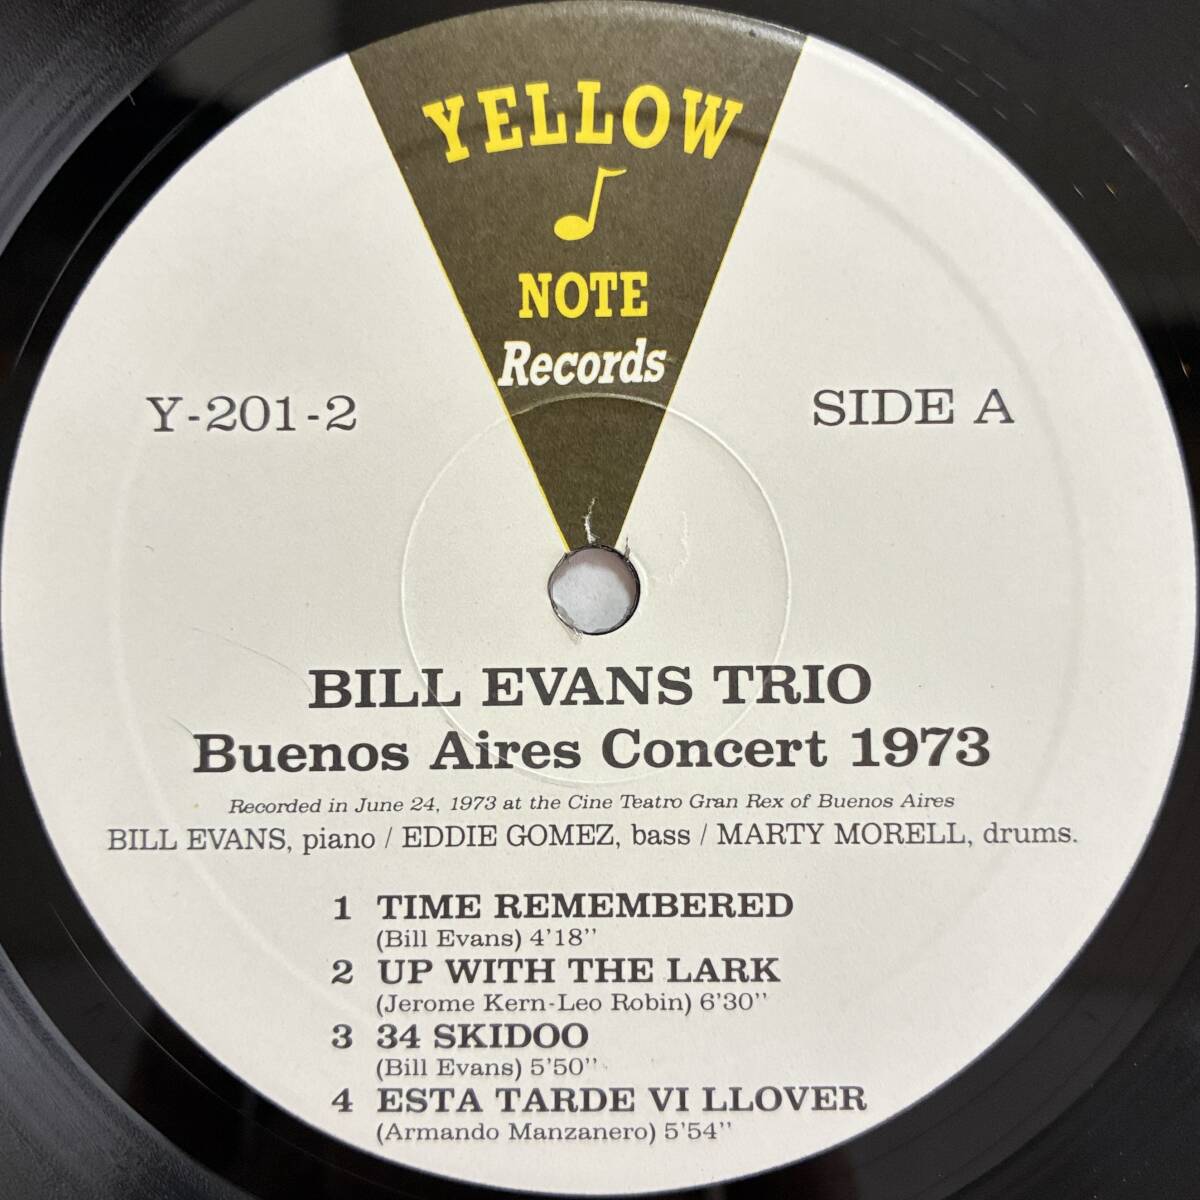 YELLOW
NOTE
Records
Y-201-2
SIDE A
BILL EVANS TRIO
Buenos Aires Concert 1973
Recorded in June 24, 1973 at the Cine Teatro Gran Rex of Buenos Aires
BILL EVANS, piano / EDDIE GOMEZ, bass / MARTY MORELL, drums.
1 TIME REMEMBERED
(Bill Evans) 4'18''
2 UP WITH THE LARK
(Jerome Kern-Leo Robin) 6'30''
3 34 SKIDOO
(Bill Evans) 5'50''
4 ESTA TARDE VI LLOVER
(Armando Manzanero) 5'54''